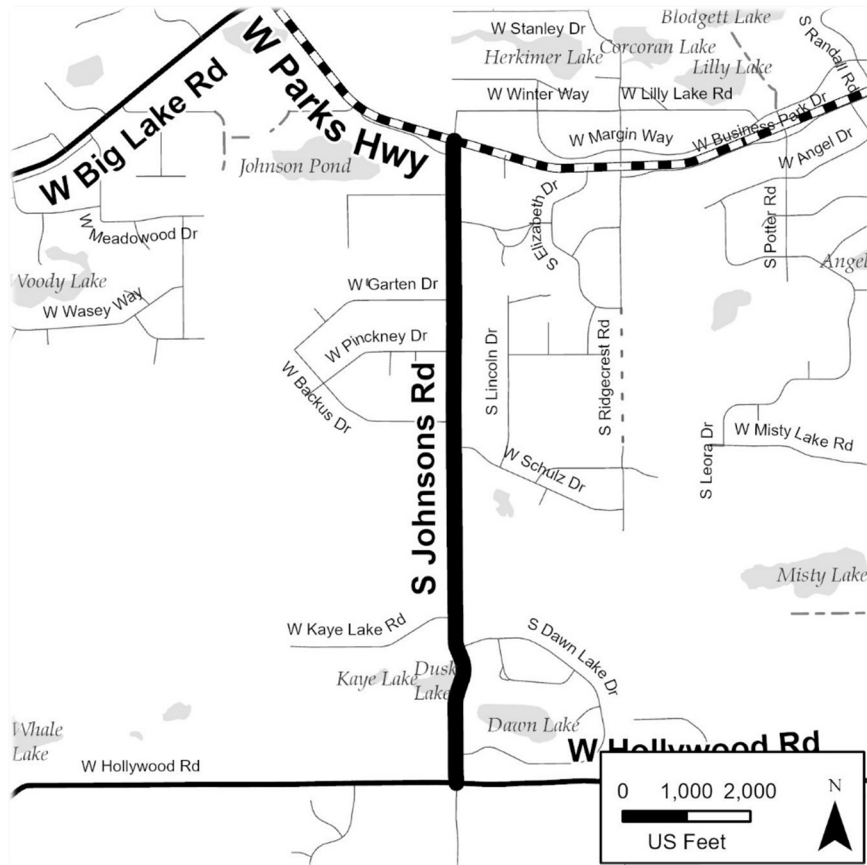 Blodgett Lake
W Stanley Dr
S Randall Rd
Herkimer Lake
Corcoran Lake
Lilly Lake
W Parks Hwy
W Big Lake Rd
W Winter Way
W Lilly Lake Rd
W Margin Way
W Business Park Dr
W Angel Dr
Johnson Pond
S Elizabeth Dr
S Potter Rd
W Meadowood Dr
Woody Lake
Angel
W Wasey Way
W Garten Dr
W Pinckney Dr
W Backus Dr
S Lincoln Dr
S Ridgecrest Rd
S Johnsons Rd
W Schulz Dr
S Leora Dr
W Misty Lake Rd
Misty Lake
W Kaye Lake Rd
S Dawn Lake Dr
Kaye Lake
Dusk
Lake
Dawn Lake
Whale
Lake
W Hollywood Rd
W Hollywood Rd
0 1,000 2,000
US Feet
N